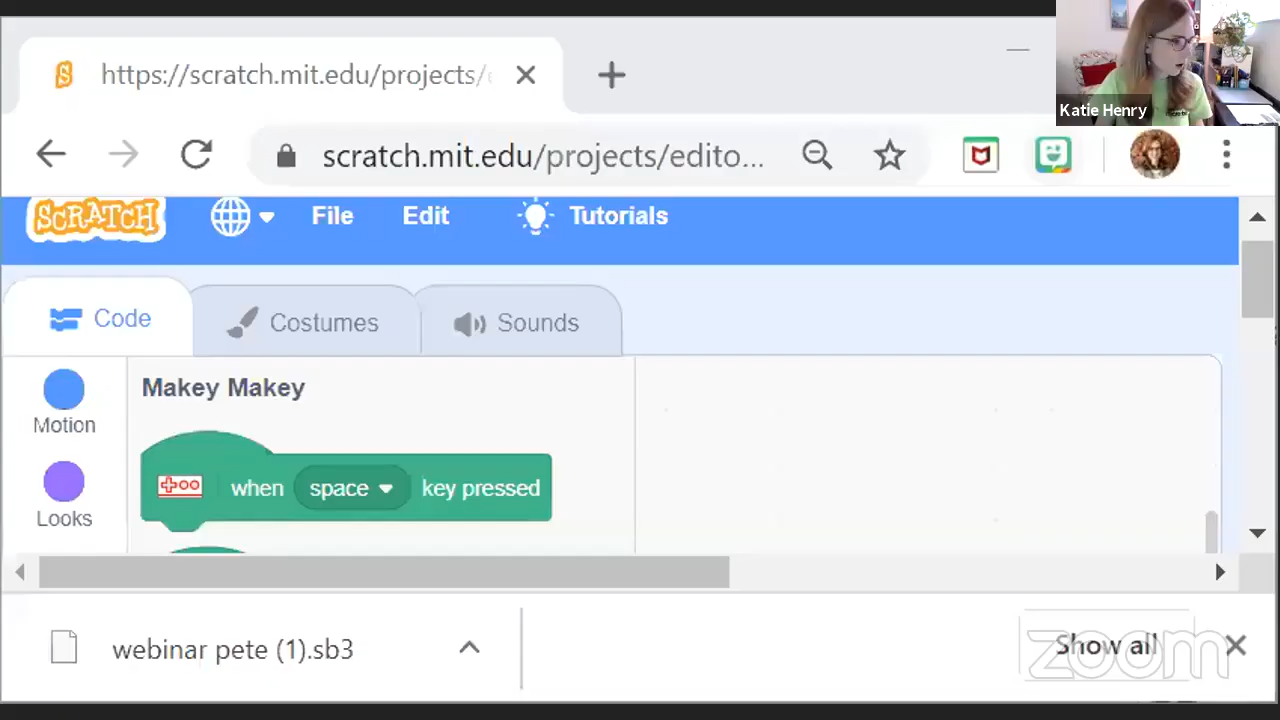 https://scratch.mit.edu/projects/
Katie Henry
scratch.mit.edu/projects/edito...
SCRATCH
File
Edit
Tutorials
Code
Costumes
Sounds
Makey Makey
Motion
when space key pressed
Looks
webinar pete (1).sb3
Show all
zoom